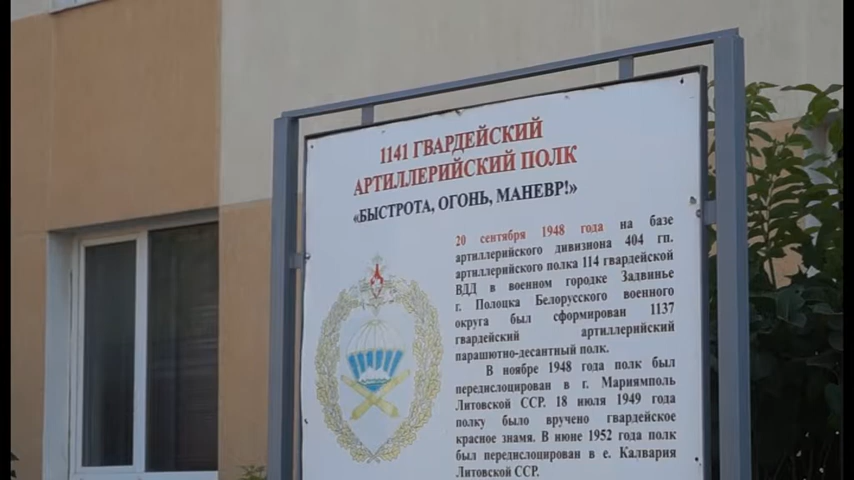 1141 ГВАРДЕЙСКИЙ
АРТИЛЛЕРИЙСКИЙ ПОЛК
«БЫСТРОТА, ОГОНЬ, МАНЕВР!»
20 сентября 1948 года на базе
артиллерийского дивизиона 404 гп.
артиллерийского полка 114 гвардейской
ВДД в военном городке Задвинье
г. Полоцка Белорусского военного
округа был сформирован 1137
гвардейский артиллерийский
парашютно-десантный полк.
В ноябре 1948 года полк был
передислоцирован в г. Мариямполь
Литовской ССР. 18 июля 1949 года
полку было вручено гвардейское
красное знамя. В июне 1952 года полк
был передислоцирован в е. Калвария
Литовской ССР.